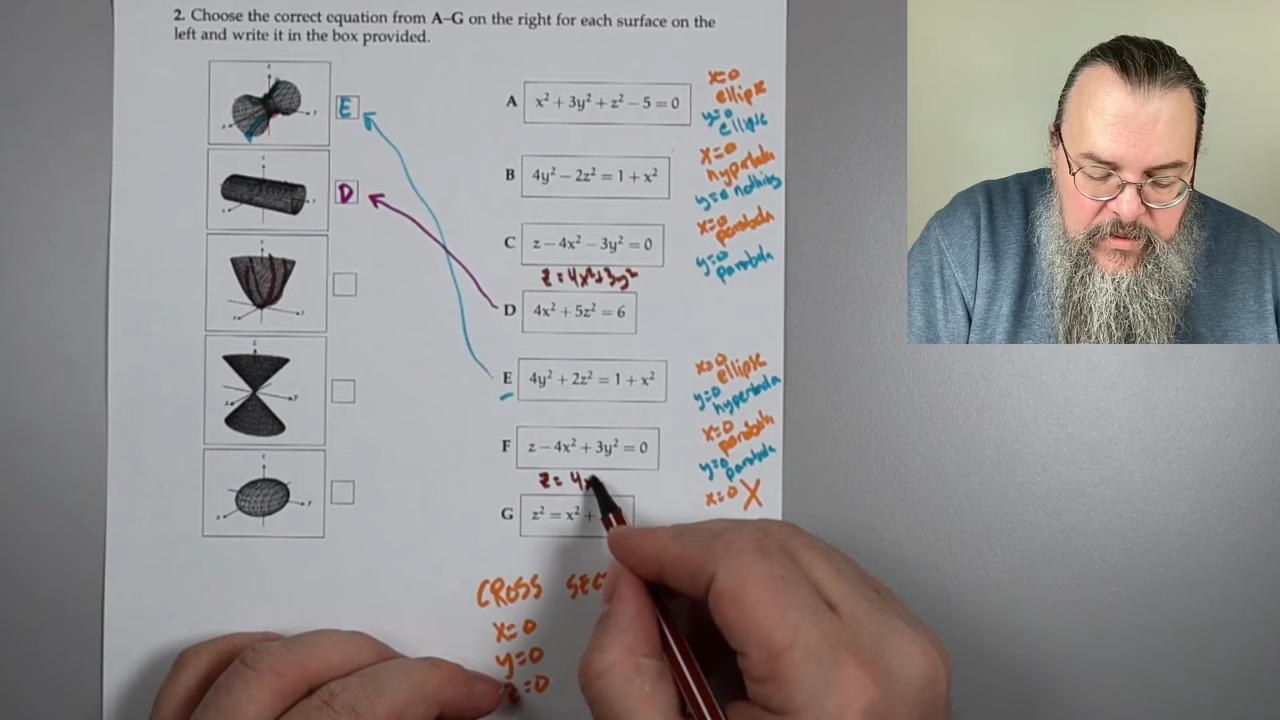 2. Choose the correct equation from A–G on the right for each surface on the
left and write it in the box provided.
E
D
A x² + 3y² + z² − 5 = 0
x=0
ellipse
y=0
ellipse
B 4y² − 2z² = 1 + x²
x=0
hyperbola
y=0 nothing
C z − 4x² − 3y² = 0
z = 4x²+3y²
x=0
parabola
y=0
parabola
D 4x² + 5z² = 6
E 4y² + 2z² = 1 + x²
x=0
ellipse
y=0
hyperbola
F z − 4x² + 3y² = 0
z = 4x
x=0
parabola
y=0
parabola
G z² = x² +
x=0 X
CROSS SEC
x=0
y=0
z=0